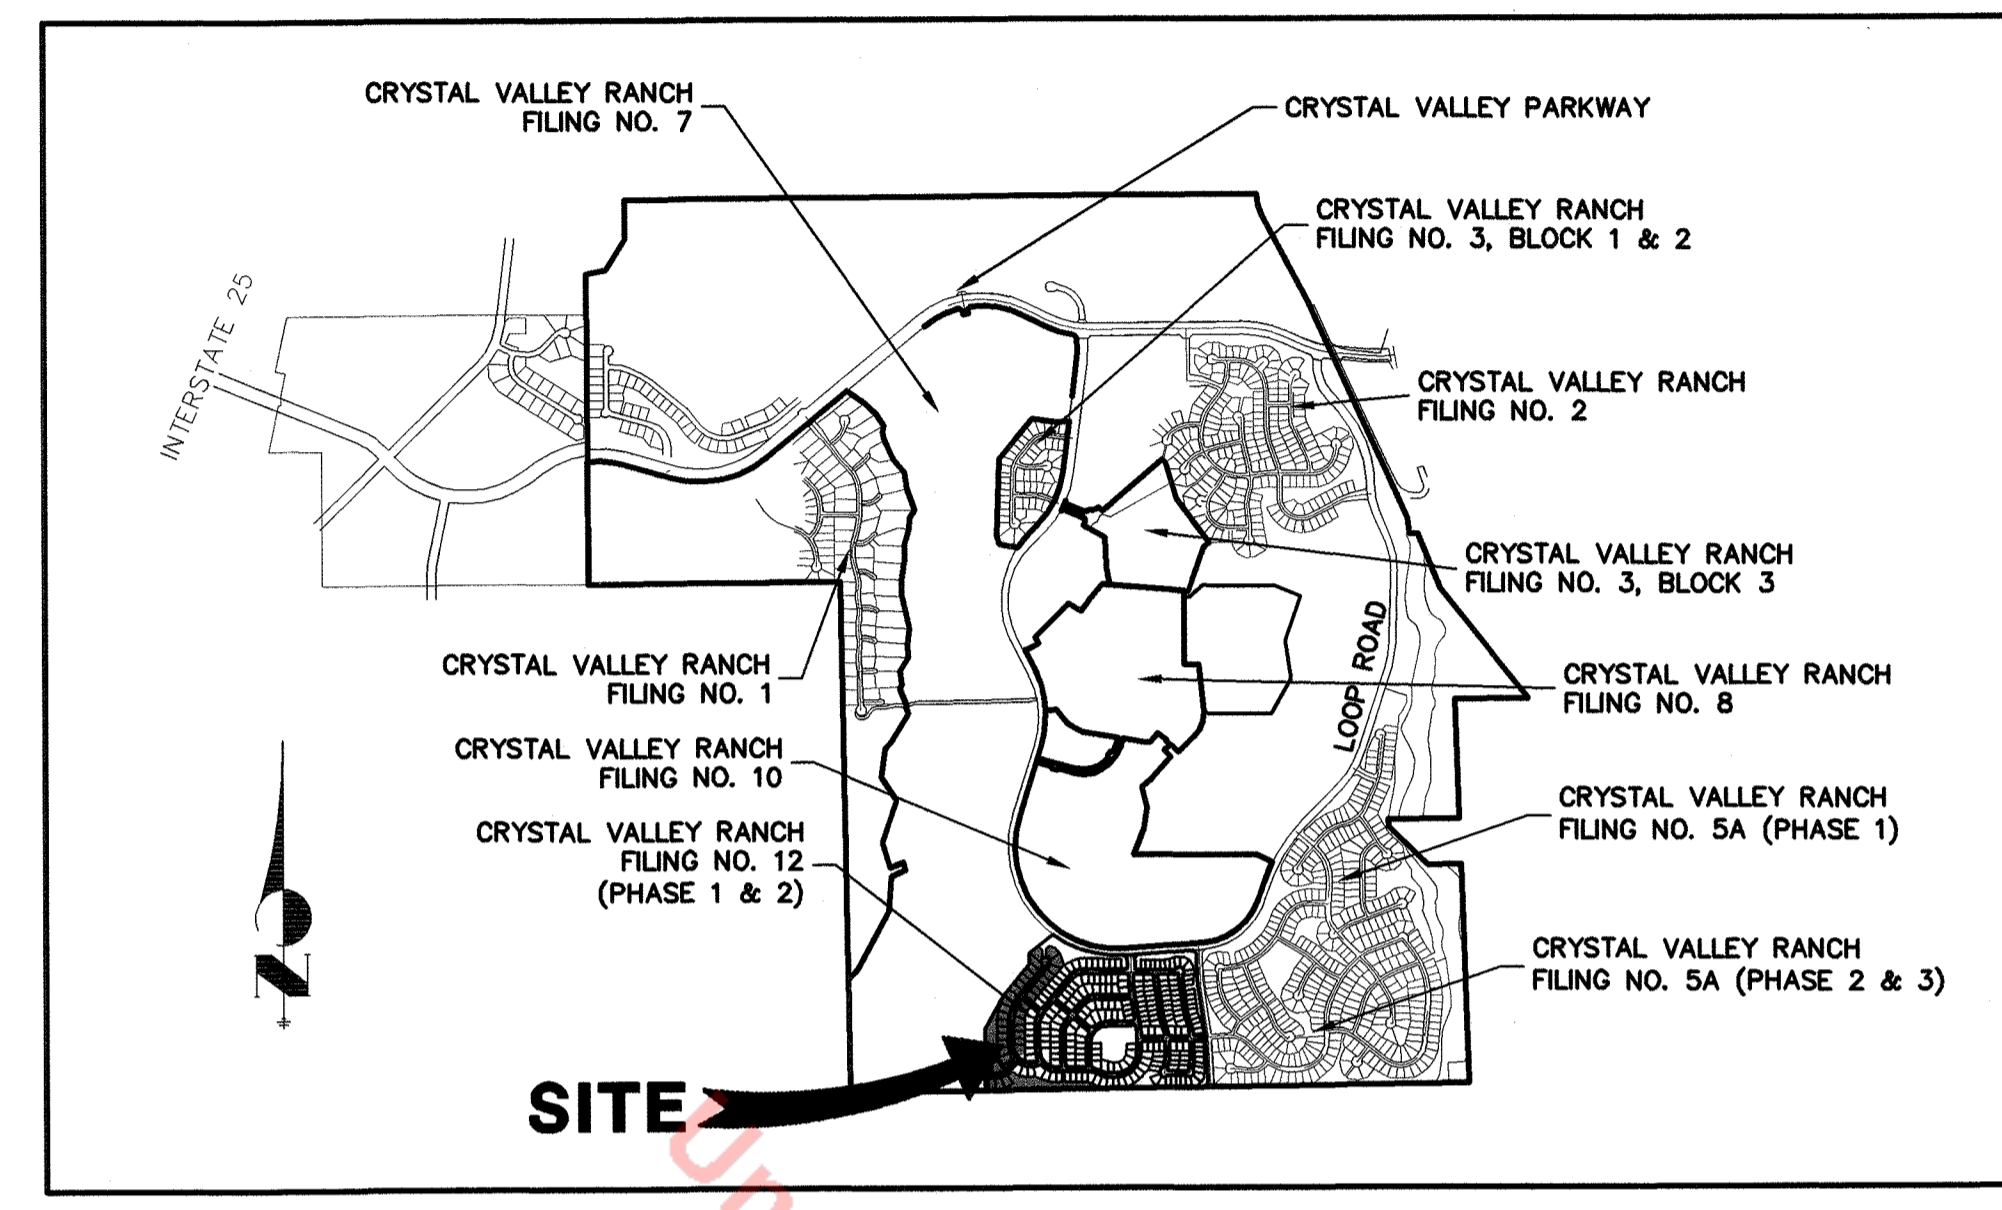 CRYSTAL VALLEY RANCH
FILING NO. 7
CRYSTAL VALLEY PARKWAY
CRYSTAL VALLEY RANCH
FILING NO. 3, BLOCK 1 & 2
INTERSTATE 25
CRYSTAL VALLEY RANCH
FILING NO. 2
CRYSTAL VALLEY RANCH
FILING NO. 3, BLOCK 3
LOOP ROAD
CRYSTAL VALLEY RANCH
FILING NO. 1
CRYSTAL VALLEY RANCH
FILING NO. 8
CRYSTAL VALLEY RANCH
FILING NO. 10
CRYSTAL VALLEY RANCH
FILING NO. 5A (PHASE 1)
CRYSTAL VALLEY RANCH
FILING NO. 12
(PHASE 1 & 2)
CRYSTAL VALLEY RANCH
FILING NO. 5A (PHASE 2 & 3)
N
SITE
Un